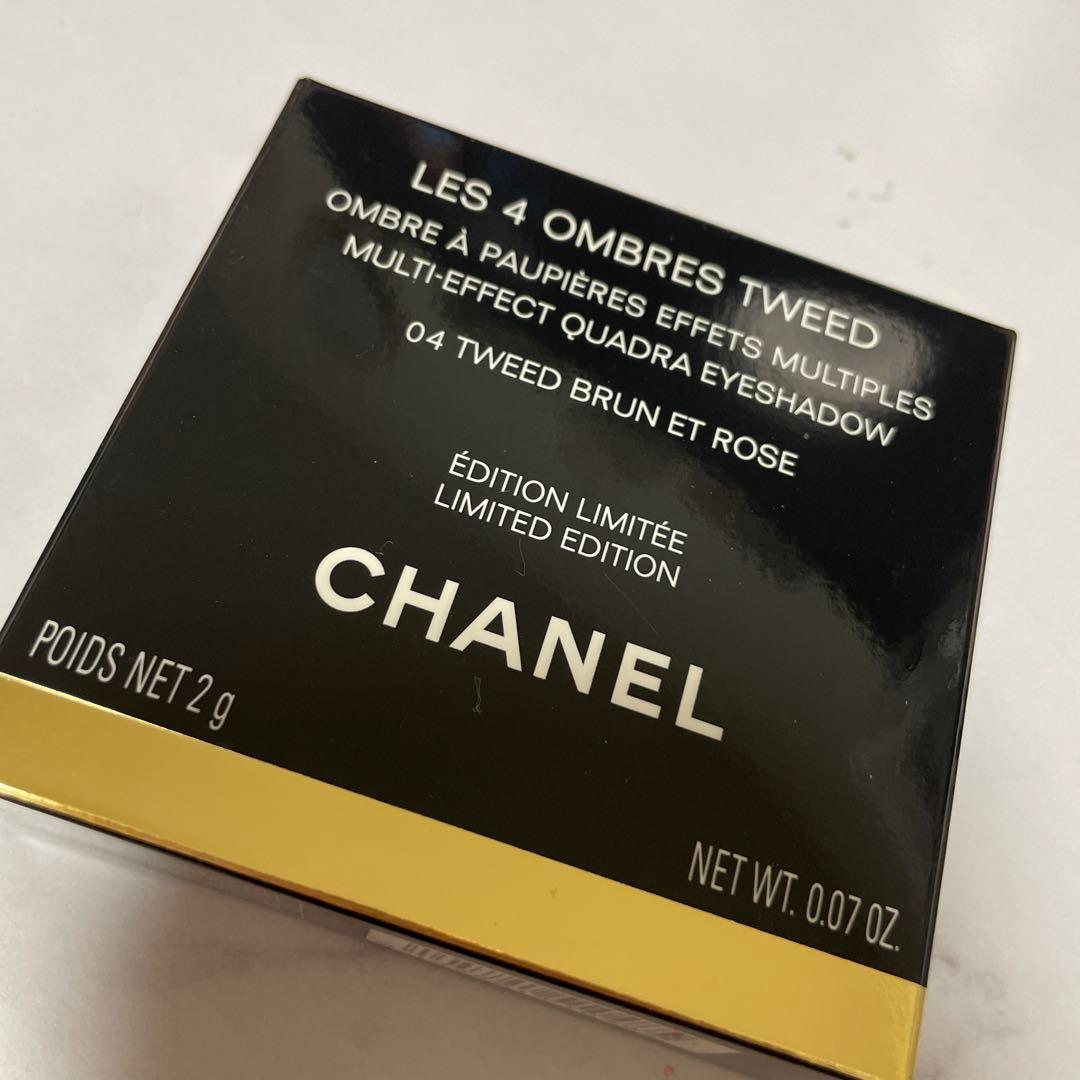 LES 4 OMBRES TWEED
OMBRE À PAUPIÈRES EFFETS MULTIPLES
MULTI-EFFECT QUADRA EYESHADOW
04 TWEED BRUN ET ROSE
ÉDITION LIMITÉE
LIMITED EDITION
CHANEL
POIDS NET 2 g
NET WT. 0.07 OZ.